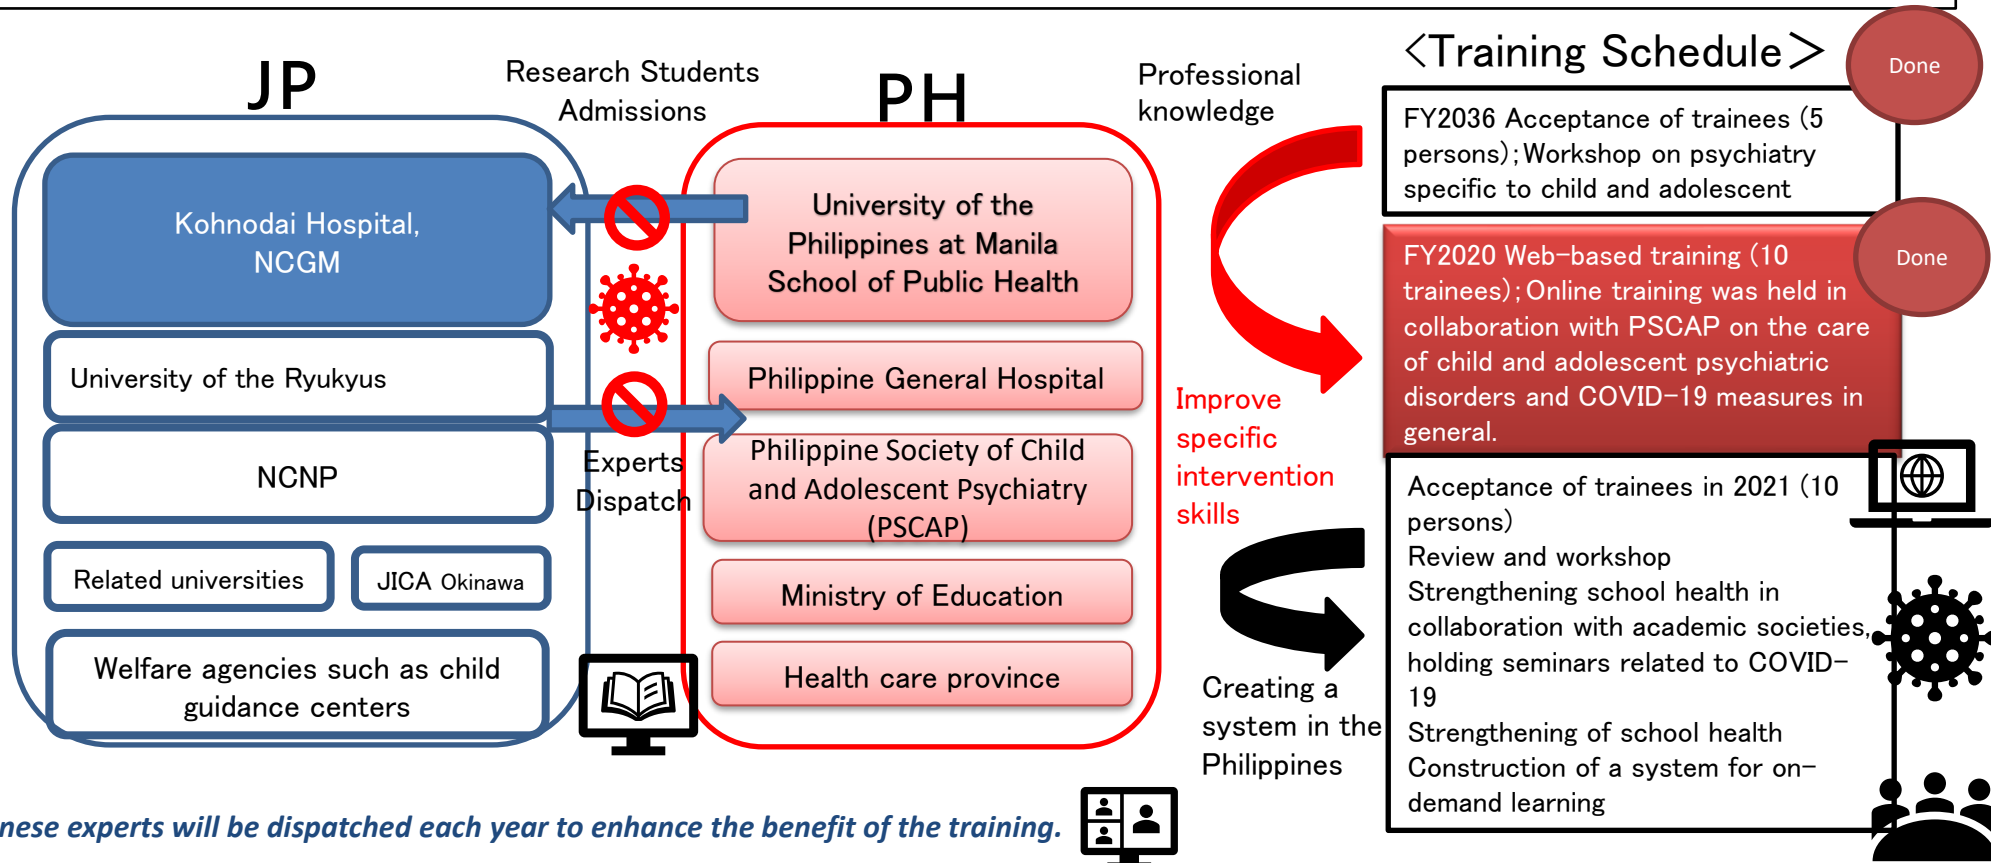 JP
Research Students
Admissions
PH
Professional
knowledge
<Training Schedule>
Done
Kohnodai Hospital,
NCGM
University of the Ryukyus
NCNP
Related universities
JICA Okinawa
Welfare agencies such as child
guidance centers
Experts
Dispatch
University of the
Philippines at Manila
School of Public Health
Philippine General Hospital
Philippine Society of Child
and Adolescent Psychiatry
(PSCAP)
Ministry of Education
Health care province
Improve
specific
intervention
skills
Creating a
system in the
Philippines
FY2036 Acceptance of trainees (5
persons);Workshop on psychiatry
specific to child and adolescent
Done
FY2020 Web-based training (10
trainees);Online training was held in
collaboration with PSCAP on the care
of child and adolescent psychiatric
disorders and COVID-19 measures in
general.
Acceptance of trainees in 2021 (10
persons)
Review and workshop
Strengthening school health in
collaboration with academic societies,
holding seminars related to COVID-
19
Strengthening of school health
Construction of a system for on-
demand learning
nese experts will be dispatched each year to enhance the benefit of the training.